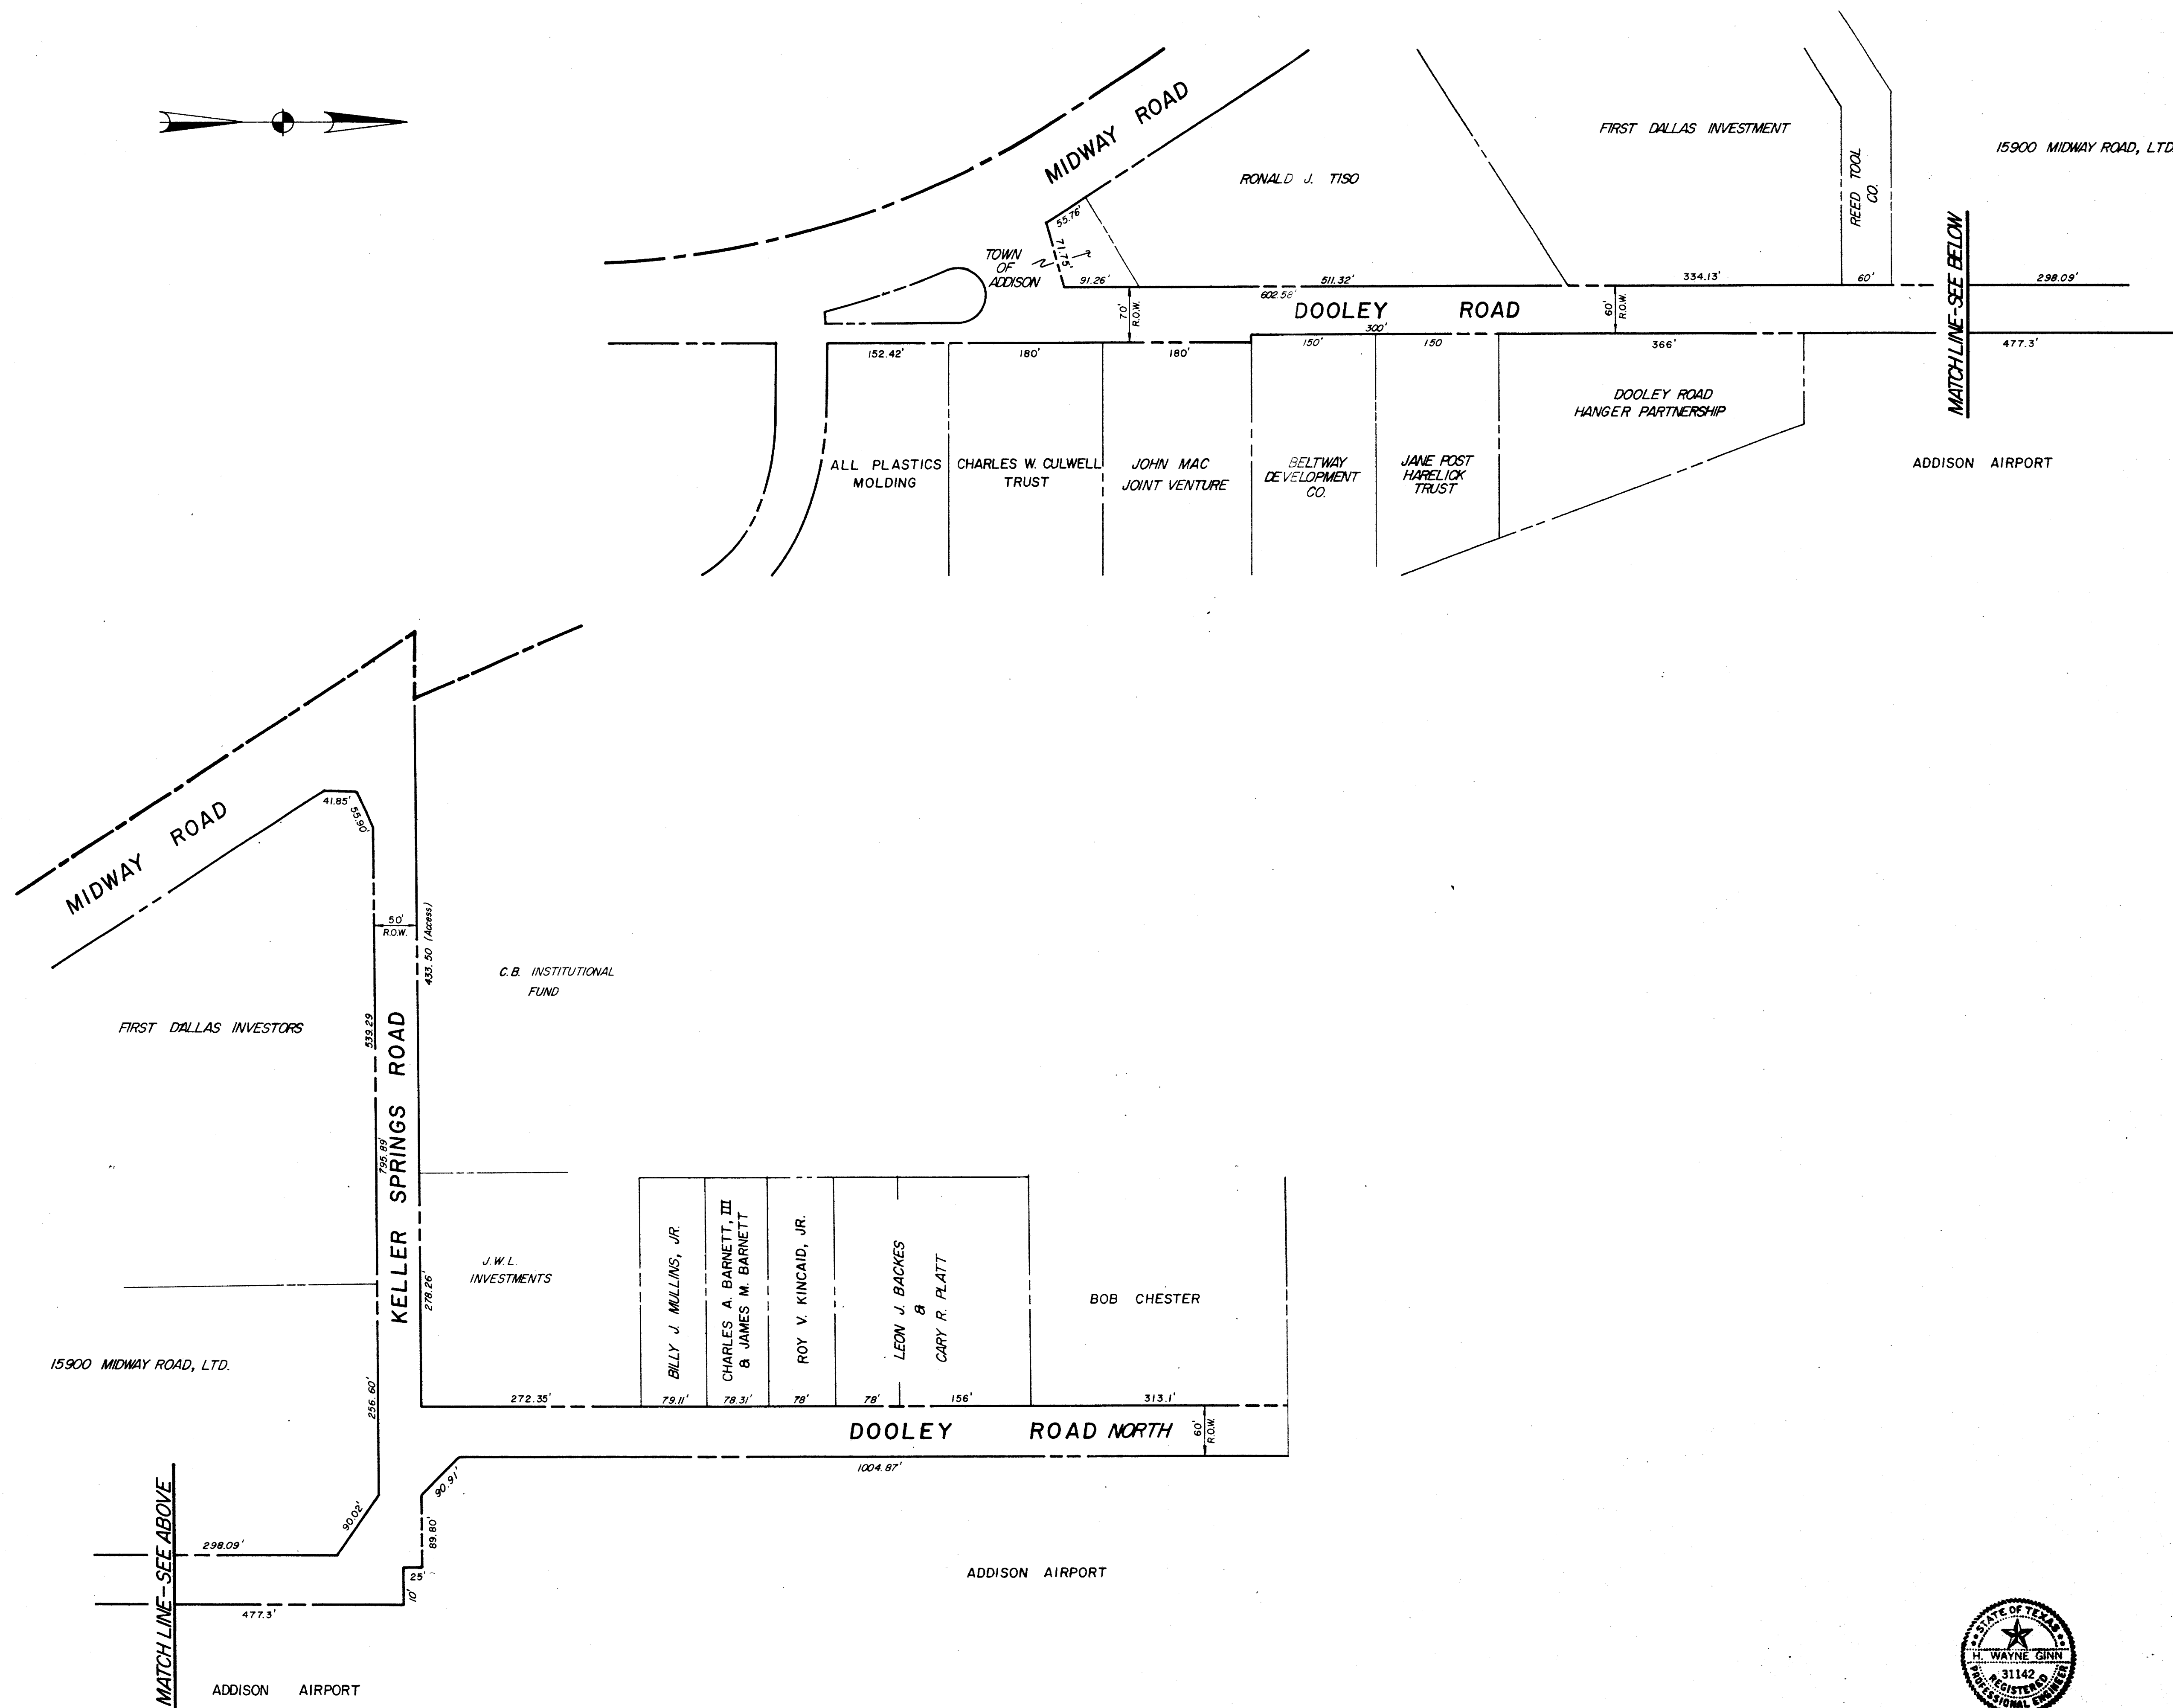 MIDWAY ROAD
FIRST DALLAS INVESTMENT
15900 MIDWAY ROAD, LTD.
REED TOOL
CO.
RONALD J. TISO
55.76'
71.75'
TOWN
OF
ADDISON
91.26'
511.32'
602.58'
334.13'
60'
298.09'
70'
R.O.W.
DOOLEY ROAD
60'
R.O.W.
MATCH LINE-SEE BELOW
152.42'
180'
180'
300'
150'
150
366'
477.3'
DOOLEY ROAD
HANGER PARTNERSHIP
ALL PLASTICS
MOLDING
CHARLES W. CULWELL
TRUST
JOHN MAC
JOINT VENTURE
BELTWAY
DEVELOPMENT
CO.
JANE POST
HARELICK
TRUST
ADDISON AIRPORT
MIDWAY ROAD
41.85'
55.90'
50'
R.O.W.
433.50 (Access)
C.B. INSTITUTIONAL
FUND
FIRST DALLAS INVESTORS
539.29
KELLER SPRINGS ROAD
795.89'
278.26'
J.W.L.
INVESTMENTS
BILLY J. MULLINS, JR.
CHARLES A. BARNETT, III
& JAMES M. BARNETT
ROY V. KINCAID, JR.
LEON J. BACKES
&
CARY R. PLATT
BOB CHESTER
15900 MIDWAY ROAD, LTD.
256.60'
272.35'
79.11'
78.31'
78'
78'
156'
313.1'
DOOLEY ROAD NORTH
60'
R.O.W.
1004.87'
90.91'
90.02'
89.80'
298.09'
25'
10'
477.3'
MATCH LINE-SEE ABOVE
ADDISON AIRPORT
ADDISON AIRPORT
STATE OF TEXAS
H. WAYNE GINN
31142
REGISTERED
PROFESSIONAL ENGINEER